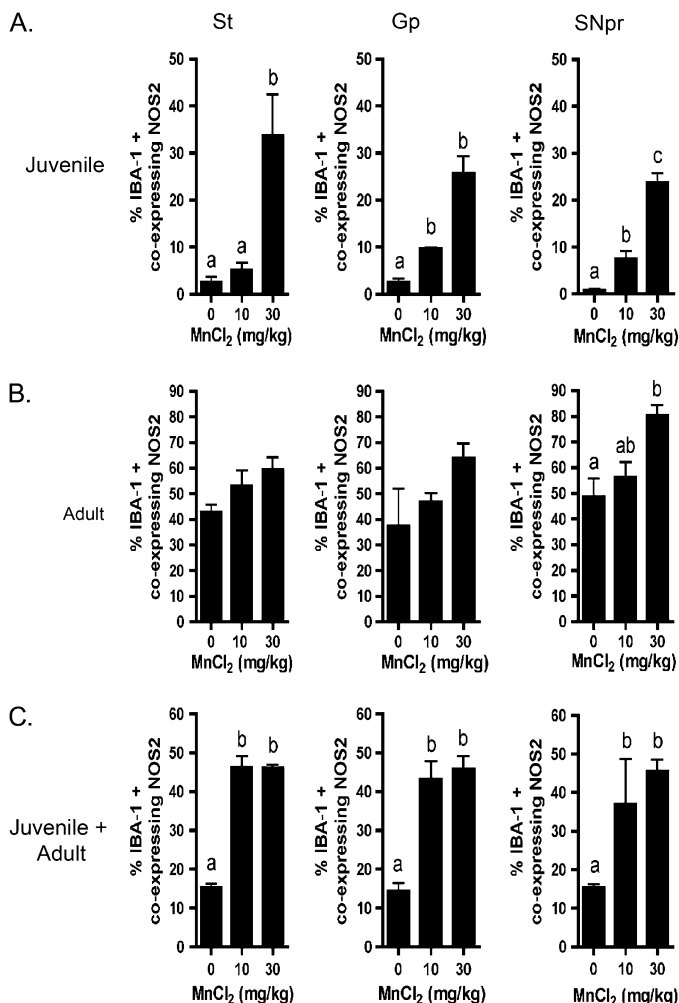 A.
St
Gp
SNpr
Juvenile
% IBA-1 +
co-expressing NOS2
50
40
30
20
10
0
a
a
b
0 10 30
MnCl₂ (mg/kg)
% IBA-1 +
co-expressing NOS2
50
40
30
20
10
0
a
b
b
0 10 30
MnCl₂ (mg/kg)
% IBA-1 +
co-expressing NOS2
50
40
30
20
10
0
a
b
c
0 10 30
MnCl₂ (mg/kg)
B.
Adult
% IBA-1 +
co-expressing NOS2
90
80
70
60
50
40
30
20
10
0
0 10 30
MnCl₂ (mg/kg)
% IBA-1 +
co-expressing NOS2
90
80
70
60
50
40
30
20
10
0
0 10 30
MnCl₂ (mg/kg)
% IBA-1 +
co-expressing NOS2
90
80
70
60
50
40
30
20
10
0
a
ab
b
0 10 30
MnCl₂ (mg/kg)
C.
Juvenile +
Adult
% IBA-1 +
co-expressing NOS2
60
50
40
30
20
10
0
a
b
b
0 10 30
MnCl₂ (mg/kg)
% IBA-1 +
co-expressing NOS2
60
50
40
30
20
10
0
a
b
b
0 10 30
MnCl₂ (mg/kg)
% IBA-1 +
co-expressing NOS2
60
50
40
30
20
10
0
a
b
b
0 10 30
MnCl₂ (mg/kg)